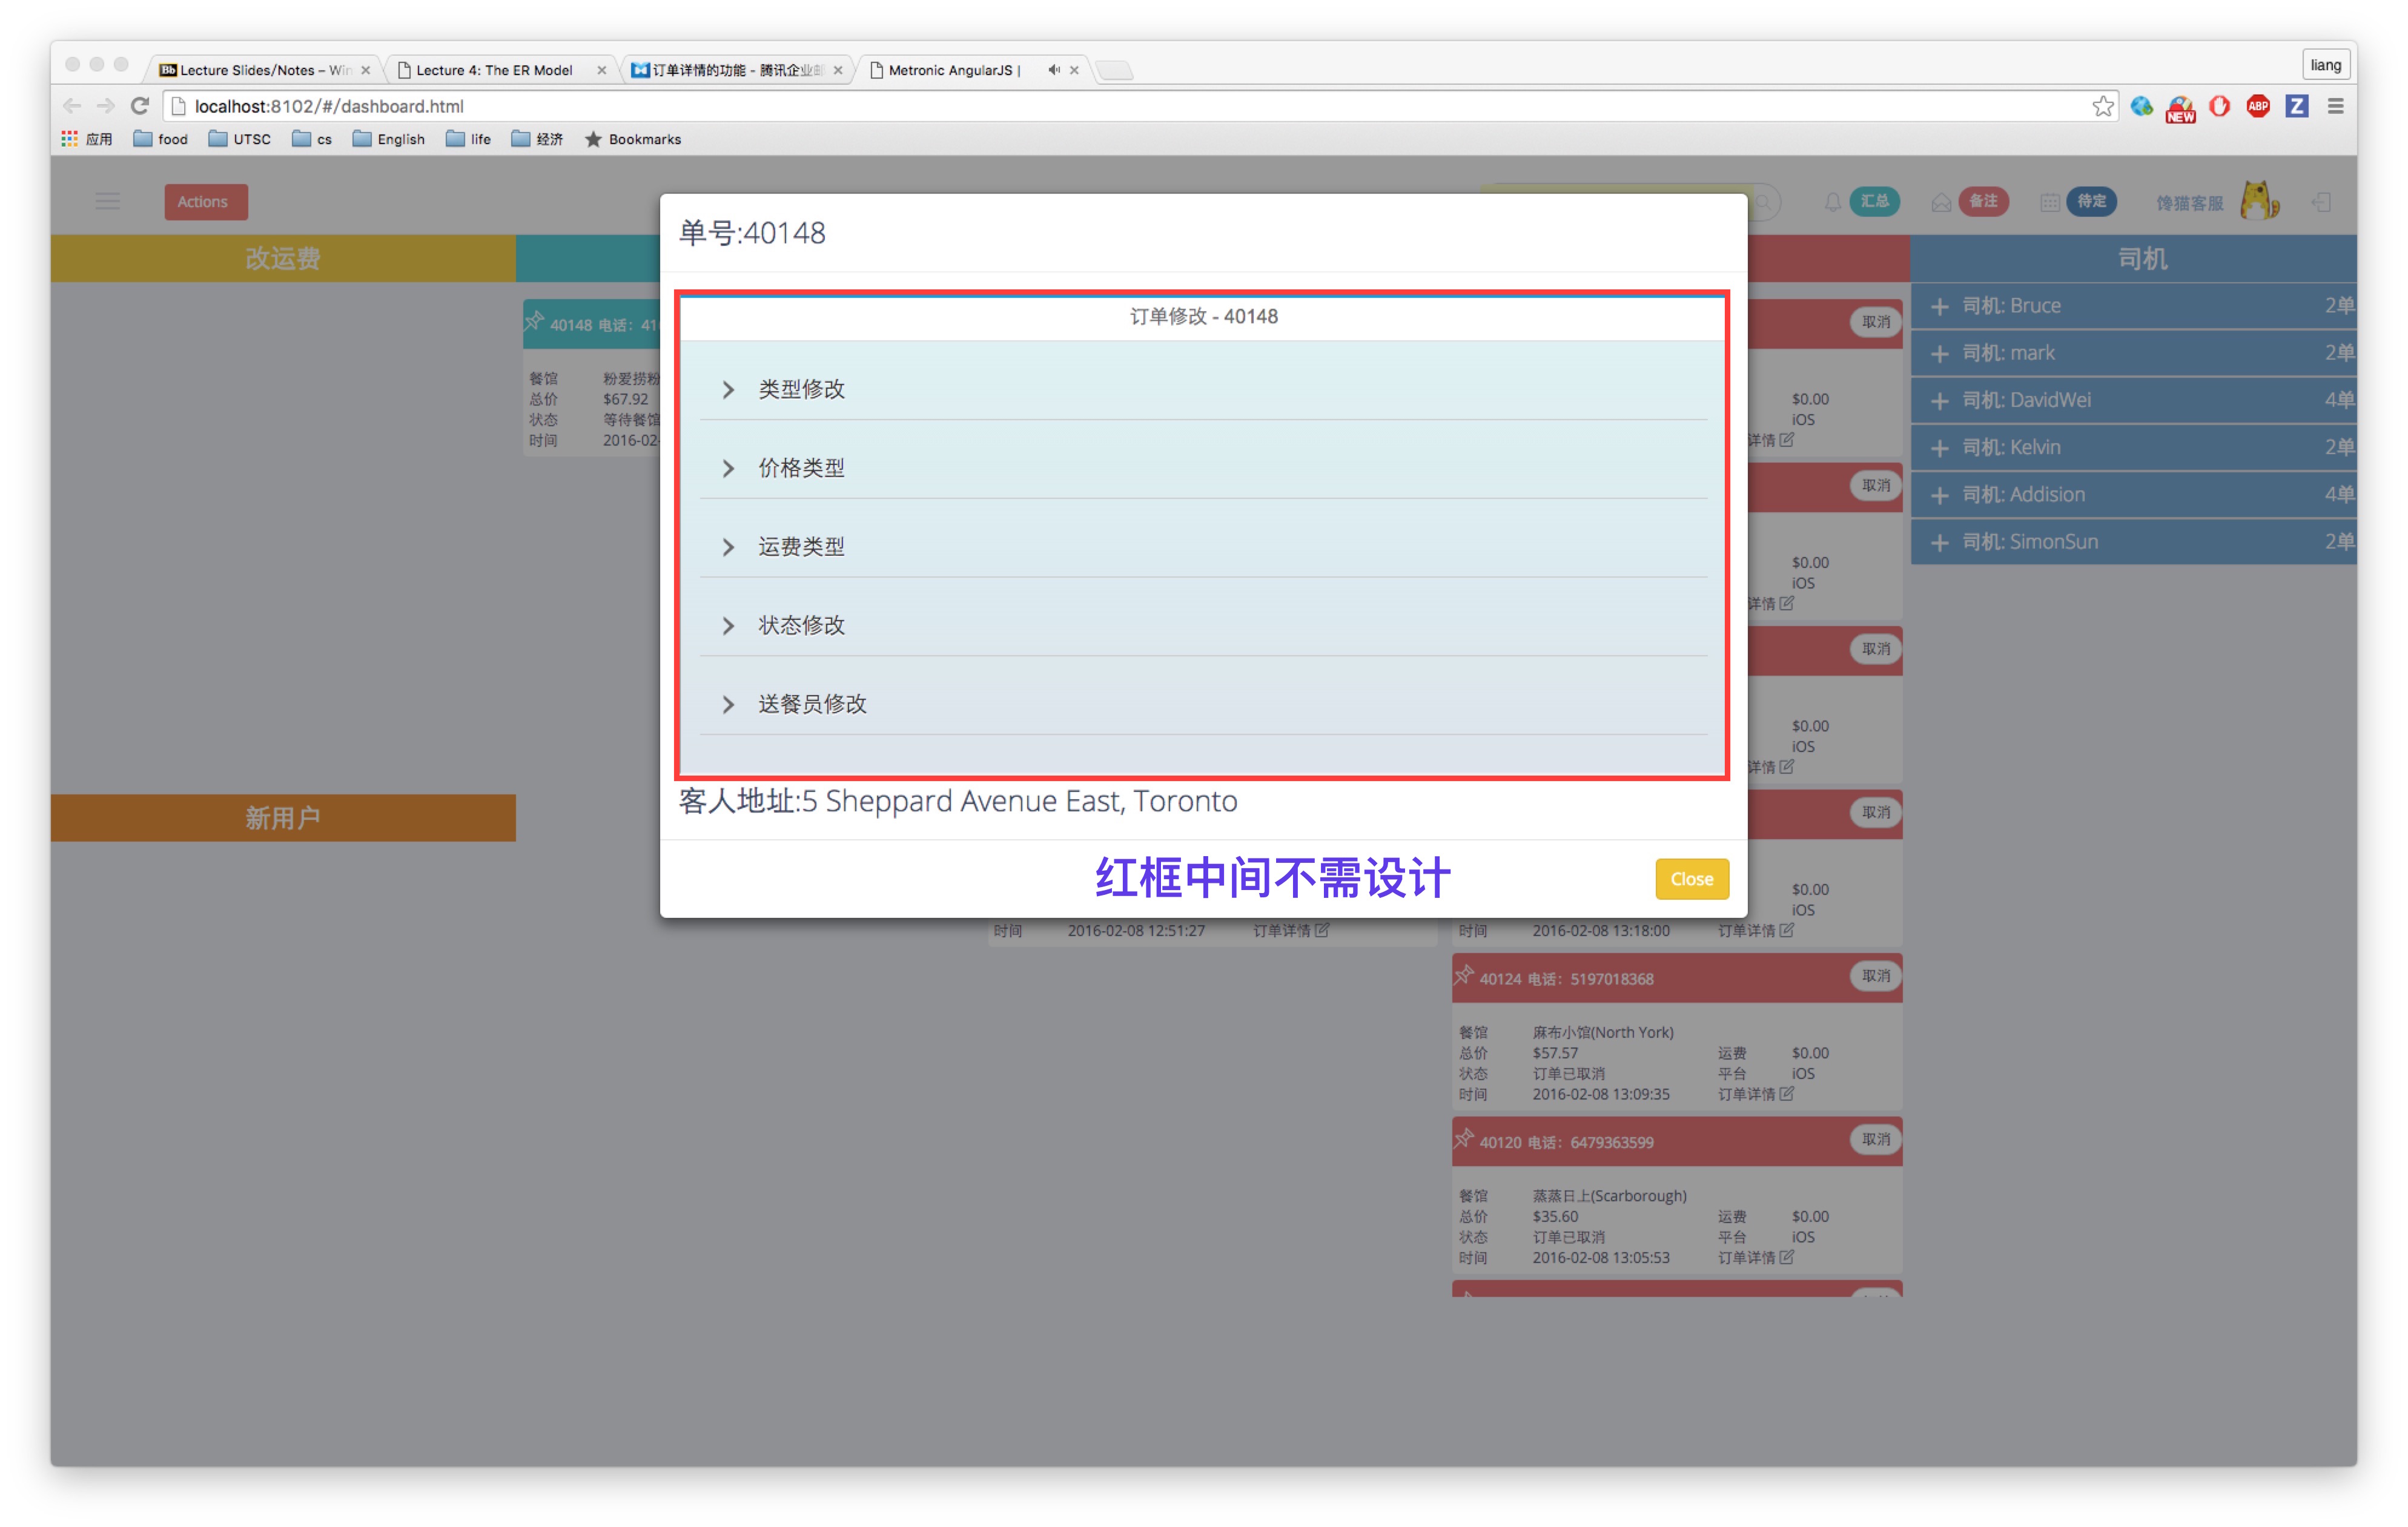 Bb Lecture Slides/Notes – Win
Lecture 4: The ER Model
订单详情的功能 - 腾讯企业邮
Metronic AngularJS |
liang
localhost:8102/#/dashboard.html
NEW
ABP
Z
应用
food
UTSC
cs
English
life
经济
Bookmarks
Actions
汇总
备注
待定
馋猫客服
改运费
司机
单号:40148
订单修改 - 40148
类型修改
价格类型
运费类型
状态修改
送餐员修改
客人地址:5 Sheppard Avenue East, Toronto
红框中间不需设计
Close
40148 电话: 41
餐馆 粉爱捞粉
总价 $67.92
状态 等待餐馆
时间 2016-02-
新用户
时间 2016-02-08 12:51:27 订单详情
取消
$0.00
iOS
详情
取消
$0.00
iOS
详情
取消
$0.00
iOS
详情
取消
$0.00
iOS
时间 2016-02-08 13:18:00 订单详情
40124 电话: 5197018368 取消
餐馆 麻布小馆(North York)
总价 $57.57 运费 $0.00
状态 订单已取消 平台 iOS
时间 2016-02-08 13:09:35 订单详情
40120 电话: 6479363599 取消
餐馆 蒸蒸日上(Scarborough)
总价 $35.60 运费 $0.00
状态 订单已取消 平台 iOS
时间 2016-02-08 13:05:53 订单详情
司机: Bruce 2单
司机: mark 2单
司机: DavidWei 4单
司机: Kelvin 2单
司机: Addision 4单
司机: SimonSun 2单